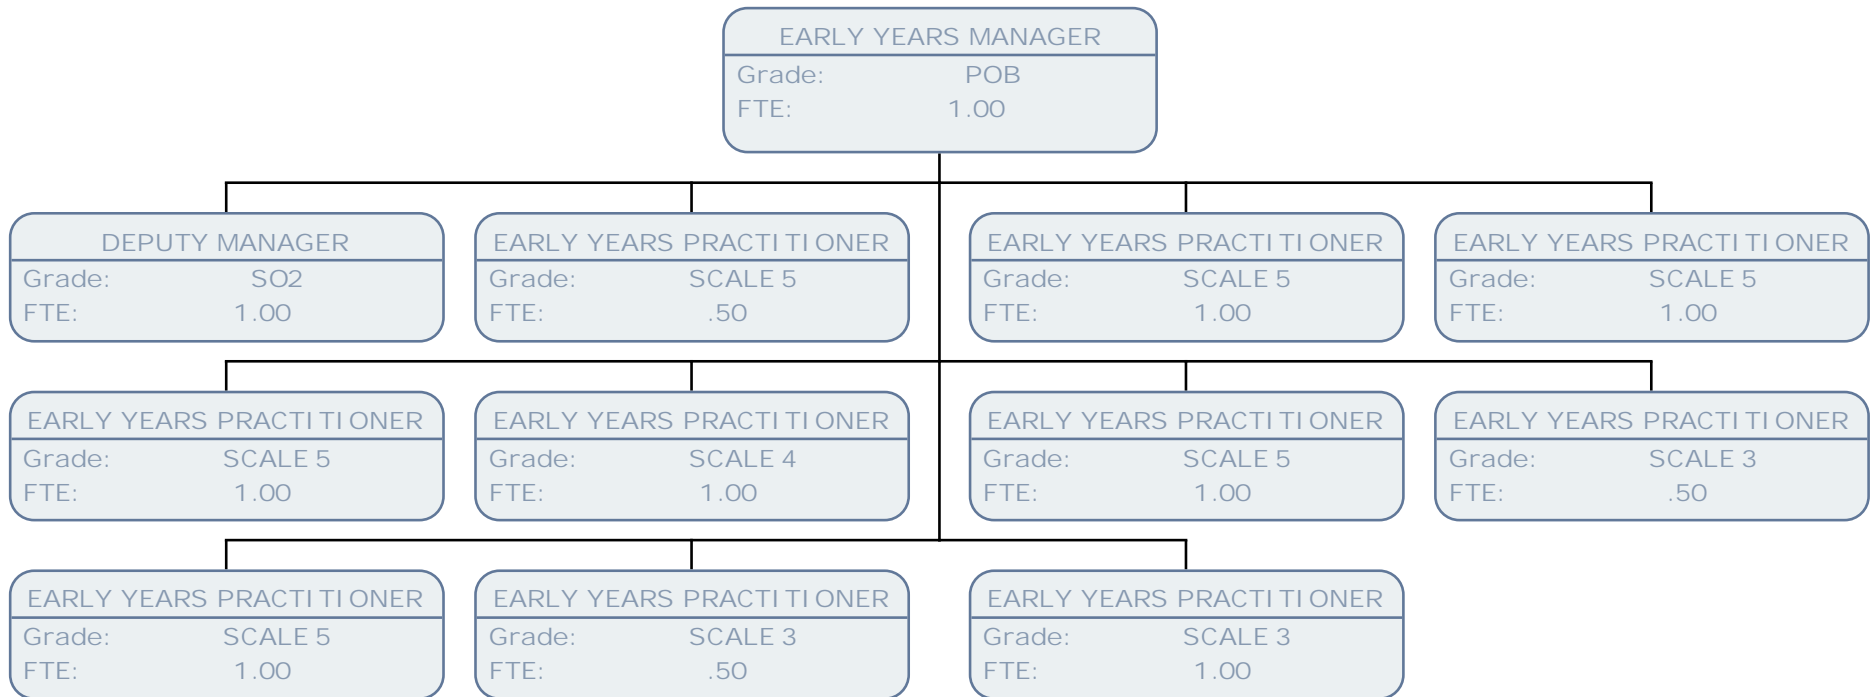 EARLY YEARS MANAGER
Grade: POB
FTE: 1.00
DEPUTY MANAGER
Grade: SO2
FTE: 1.00
EARLY YEARS PRACTITIONER
Grade: SCALE 5
FTE: .50
EARLY YEARS PRACTITIONER
Grade: SCALE 5
FTE: 1.00
EARLY YEARS PRACTITIONER
Grade: SCALE 5
FTE: 1.00
EARLY YEARS PRACTITIONER
Grade: SCALE 5
FTE: 1.00
EARLY YEARS PRACTITIONER
Grade: SCALE 4
FTE: 1.00
EARLY YEARS PRACTITIONER
Grade: SCALE 5
FTE: 1.00
EARLY YEARS PRACTITIONER
Grade: SCALE 3
FTE: .50
EARLY YEARS PRACTITIONER
Grade: SCALE 5
FTE: 1.00
EARLY YEARS PRACTITIONER
Grade: SCALE 3
FTE: .50
EARLY YEARS PRACTITIONER
Grade: SCALE 3
FTE: 1.00